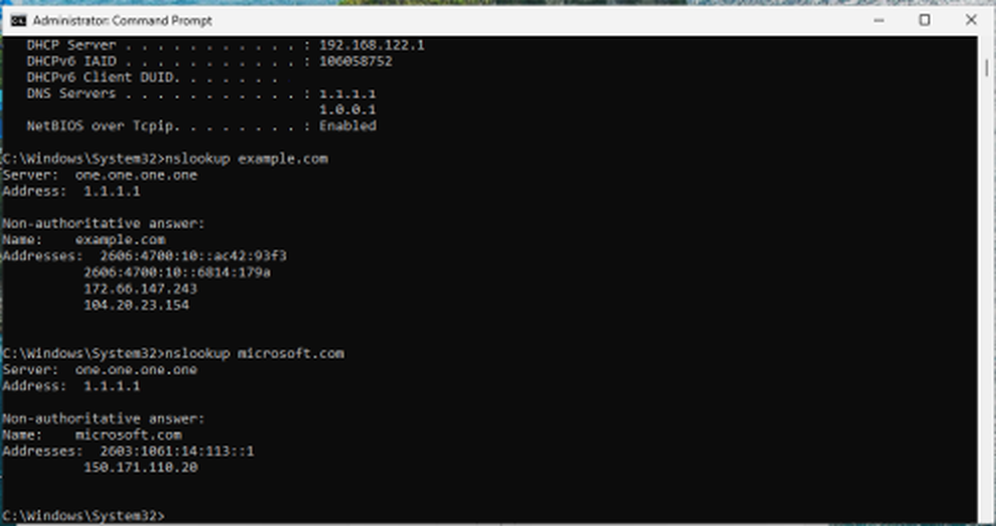 Administrator: Command Prompt
DHCP Server . . . . . . . . . . . : 192.168.122.1
DHCPv6 IAID . . . . . . . . . . . : 106058752
DHCPv6 Client DUID. . . . . . .
DNS Servers . . . . . . . . . . . : 1.1.1.1
1.0.0.1
NetBIOS over Tcpip. . . . . . . . : Enabled
C:\Windows\System32>nslookup example.com
Server:  one.one.one.one
Address:  1.1.1.1
Non-authoritative answer:
Name:    example.com
Addresses:  2606:4700:10::ac42:93f3
2606:4700:10::6814:179a
172.66.147.243
104.20.23.154
C:\Windows\System32>nslookup microsoft.com
Server:  one.one.one.one
Address:  1.1.1.1
Non-authoritative answer:
Name:    microsoft.com
Addresses:  2603:1061:14:113::1
150.171.110.20
C:\Windows\System32>